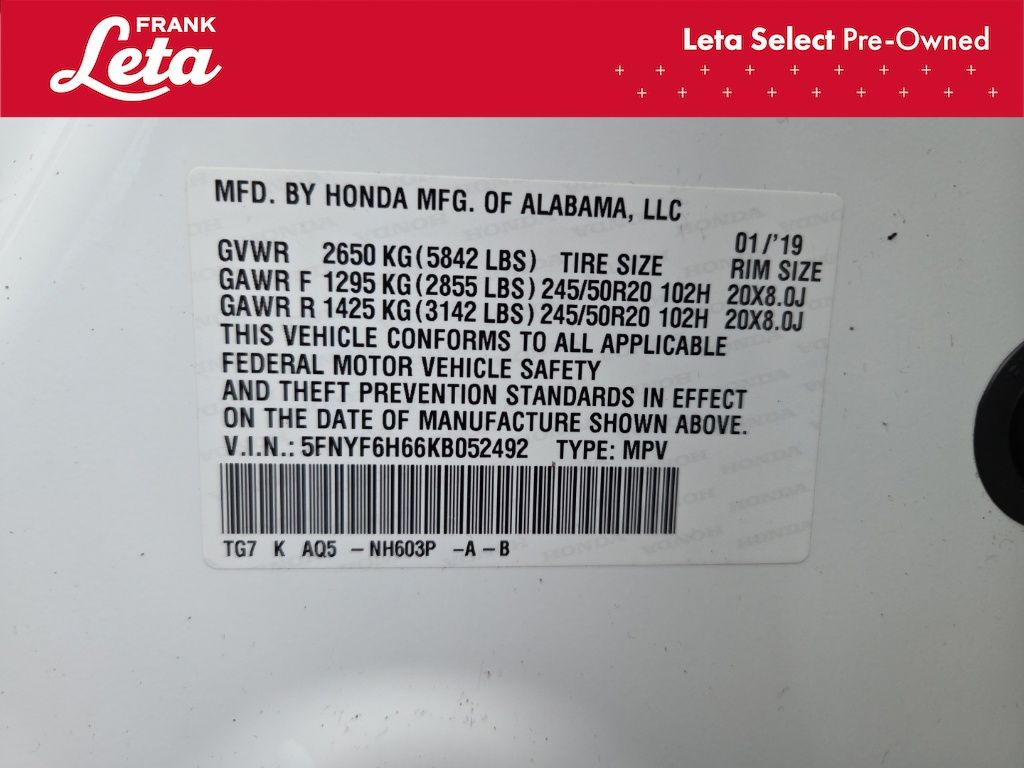 FRANK
Leta
Leta Select Pre-Owned
MFD. BY HONDA MFG. OF ALABAMA, LLC
01/'19
GVWR 2650 KG (5842 LBS) TIRE SIZE RIM SIZE
GAWR F 1295 KG (2855 LBS) 245/50R20 102H 20X8.0J
GAWR R 1425 KG (3142 LBS) 245/50R20 102H 20X8.0J
THIS VEHICLE CONFORMS TO ALL APPLICABLE
FEDERAL MOTOR VEHICLE SAFETY
AND THEFT PREVENTION STANDARDS IN EFFECT
ON THE DATE OF MANUFACTURE SHOWN ABOVE.
V.I.N.: 5FNYF6H66KB052492 TYPE: MPV
TG7 K AQ5 -NH603P -A -B